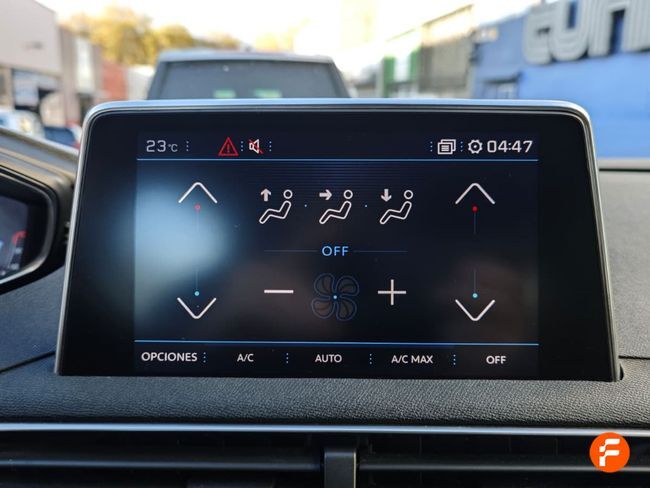 23°C 04:47
OFF
OPCIONES A/C AUTO A/C MAX OFF